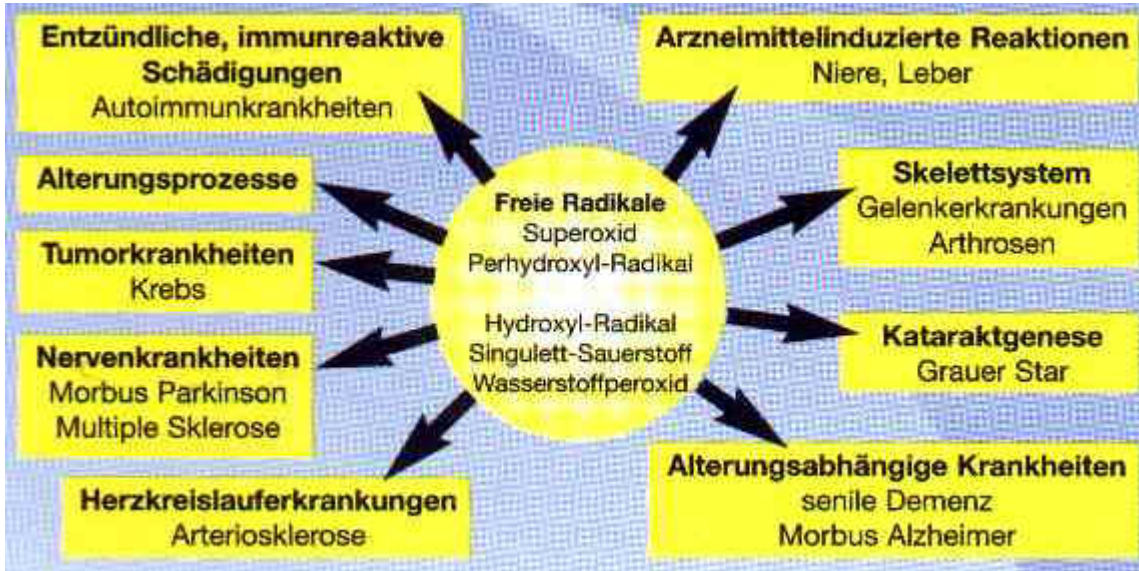 Entzündliche, immunreaktive
Schädigungen
Autoimmunkrankheiten
Alterungsprozesse
Tumorkrankheiten
Krebs
Nervenkrankheiten
Morbus Parkinson
Multiple Sklerose
Herzkreislauferkrankungen
Arteriosklerose
Freie Radikale
Superoxid
Perhydroxyl-Radikal
Hydroxyl-Radikal
Singulett-Sauerstoff
Wasserstoffperoxid
Arzneimittelinduzierte Reaktionen
Niere, Leber
Skelettsystem
Gelenkerkrankungen
Arthrosen
Kataraktgenese
Grauer Star
Alterungsabhängige Krankheiten
senile Demenz
Morbus Alzheimer